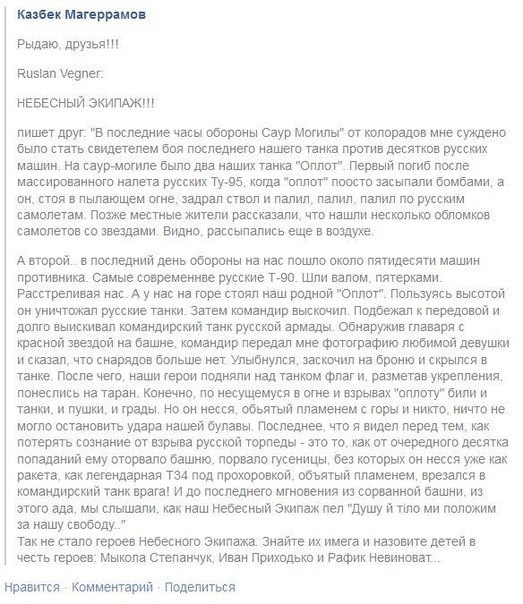 Казбек Магеррамов
Рыдаю, друзья!!!
Ruslan Vegner:
НЕБЕСНЫЙ ЭКИПАЖ!!!
пишет друг: "В последние часы обороны Саур Могилы" от колорадов мне суждено
было стать свидетелем боя последнего нашего танка против десятков русских
машин. На саур-могиле было два наших танка "Оплот". Первый погиб после
массированного налета русских Ту-95, когда "оплот" поосто засыпали бомбами, а
он, стоя в пылающем огне, задрал ствол и палил, палил, палил по русским
самолетам. Позже местные жители рассказали, что нашли несколько обломков
самолетов со звездами. Видно, рассыпались еще в воздухе.
А второй.. в последний день обороны на нас пошло около пятидесяти машин
противника. Самые современнве русские Т-90. Шли валом, пятерками.
Расстреливая нас. А у нас на горе стоял наш родной "Оплот". Пользуясь высотой
он уничтожал русские танки. Затем командир выскочил. Подбежал к передовой и
долго выискивал командирский танк русской армады. Обнаружив главаря с
красной звездой на башне, командир передал мне фотографию любимой девушки
и сказал, что снарядов больше нет. Улыбнулся, заскочил на броню и скрылся в
танке. После чего, наши герои подняли над танком флаг и, разметав укрепления,
понеслись на таран. Конечно, по несущемуся в огне и взрывах "оплоту" били и
танки, и пушки, и грады. Но он несся, обьятый пламенем с горы и никто, ничто не
могло остановить удара нашей булавы. Последнее, что я видел перед тем, как
потерять сознание от взрыва русской торпеды - это то, как от очередного десятка
попаданий ему оторвало башню, порвало гусеницы, без которых он несся уже как
ракета, как легендарная Т34 под прохоровкой, объятый пламенем, врезался в
командирский танк врага! И до последнего мгновения из сорванной башни, из
этого ада, мы слышали, как наш Небесный Экипаж пел "Душу й тіло ми положим
за нашу свободу.."
Так не стало героев Небесного Экипажа. Знайте их имега и назовите детей в
честь героев: Мыкола Степанчук, Иван Приходько и Рафик Невиноват...
Нравится · Комментарий · Поделиться